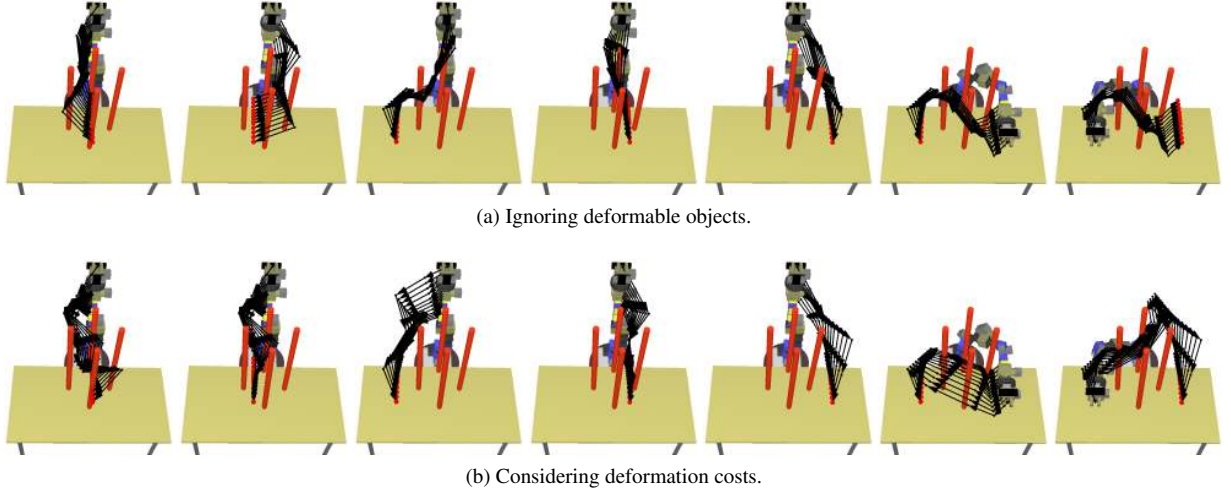 (a) Ignoring deformable objects.
(b) Considering deformation costs.